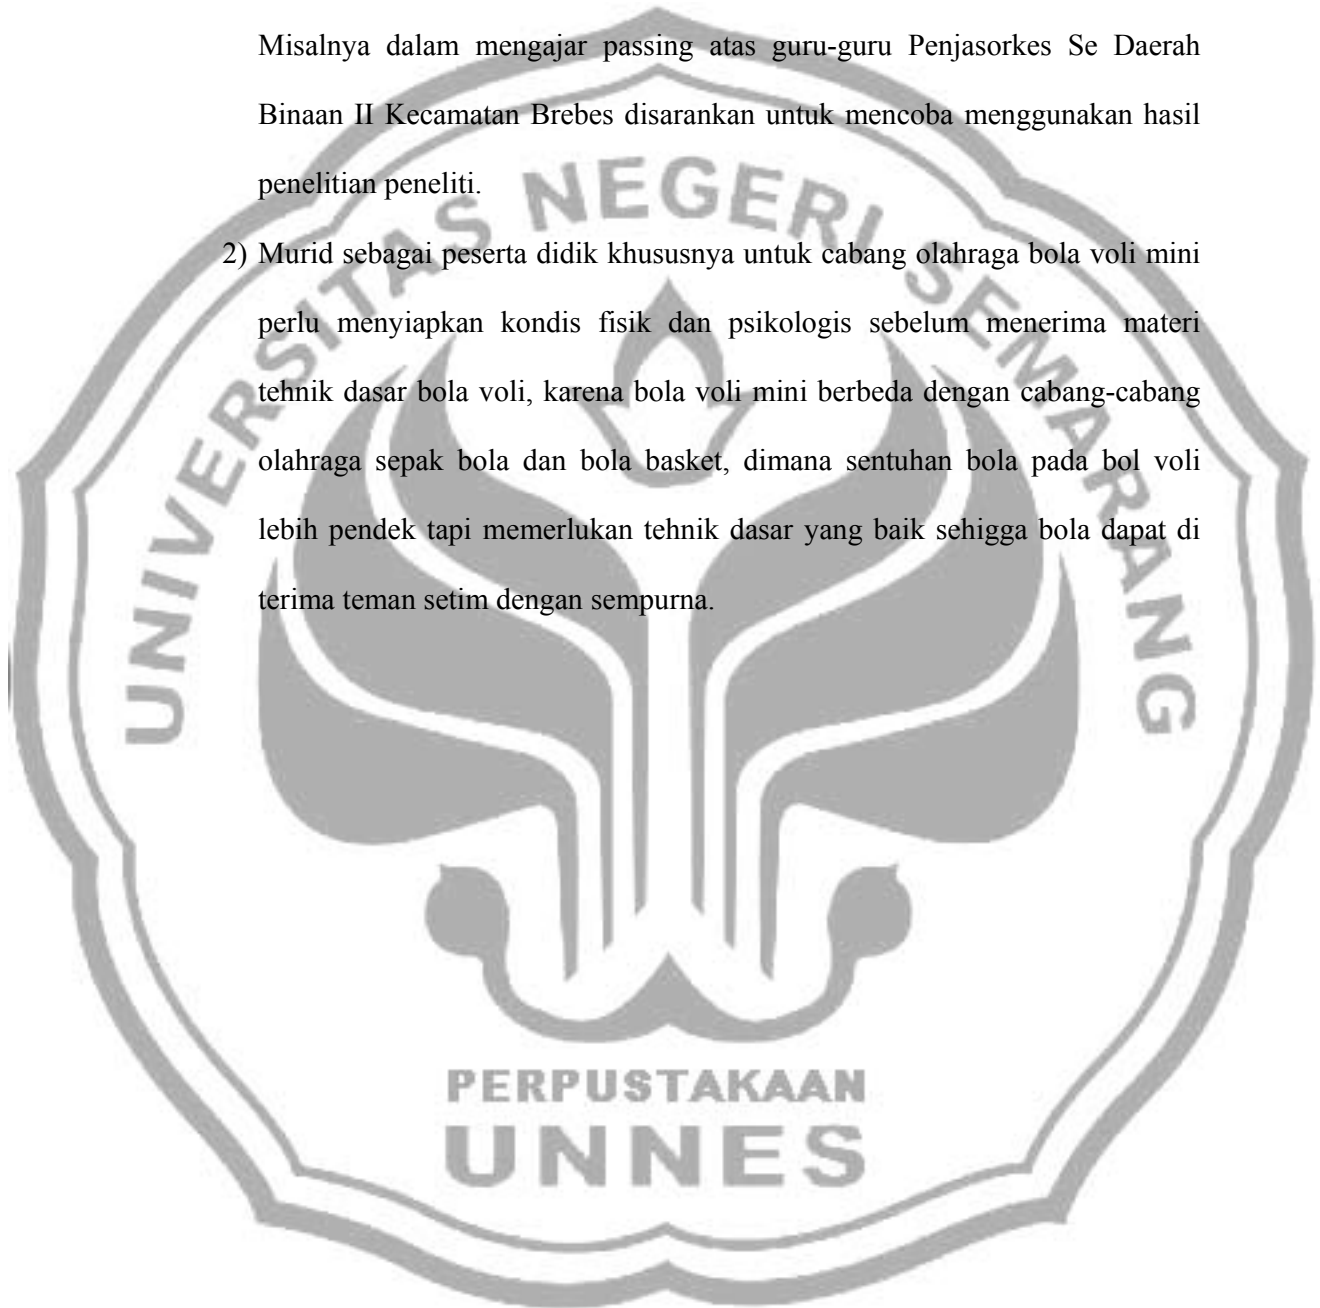 Misalnya dalam mengajar passing atas guru-guru Penjasorkes Se Daerah
Binaan II Kecamatan Brebes disarankan untuk mencoba menggunakan hasil
penelitian peneliti.
2) Murid sebagai peserta didik khususnya untuk cabang olahraga bola voli mini
perlu menyiapkan kondis fisik dan psikologis sebelum menerima materi
tehnik dasar bola voli, karena bola voli mini berbeda dengan cabang-cabang
olahraga sepak bola dan bola basket, dimana sentuhan bola pada bol voli
lebih pendek tapi memerlukan tehnik dasar yang baik sehigga bola dapat di
terima teman setim dengan sempurna.
UNIVERSITAS NEGERI SEMARANG
PERPUSTAKAAN
UNNES